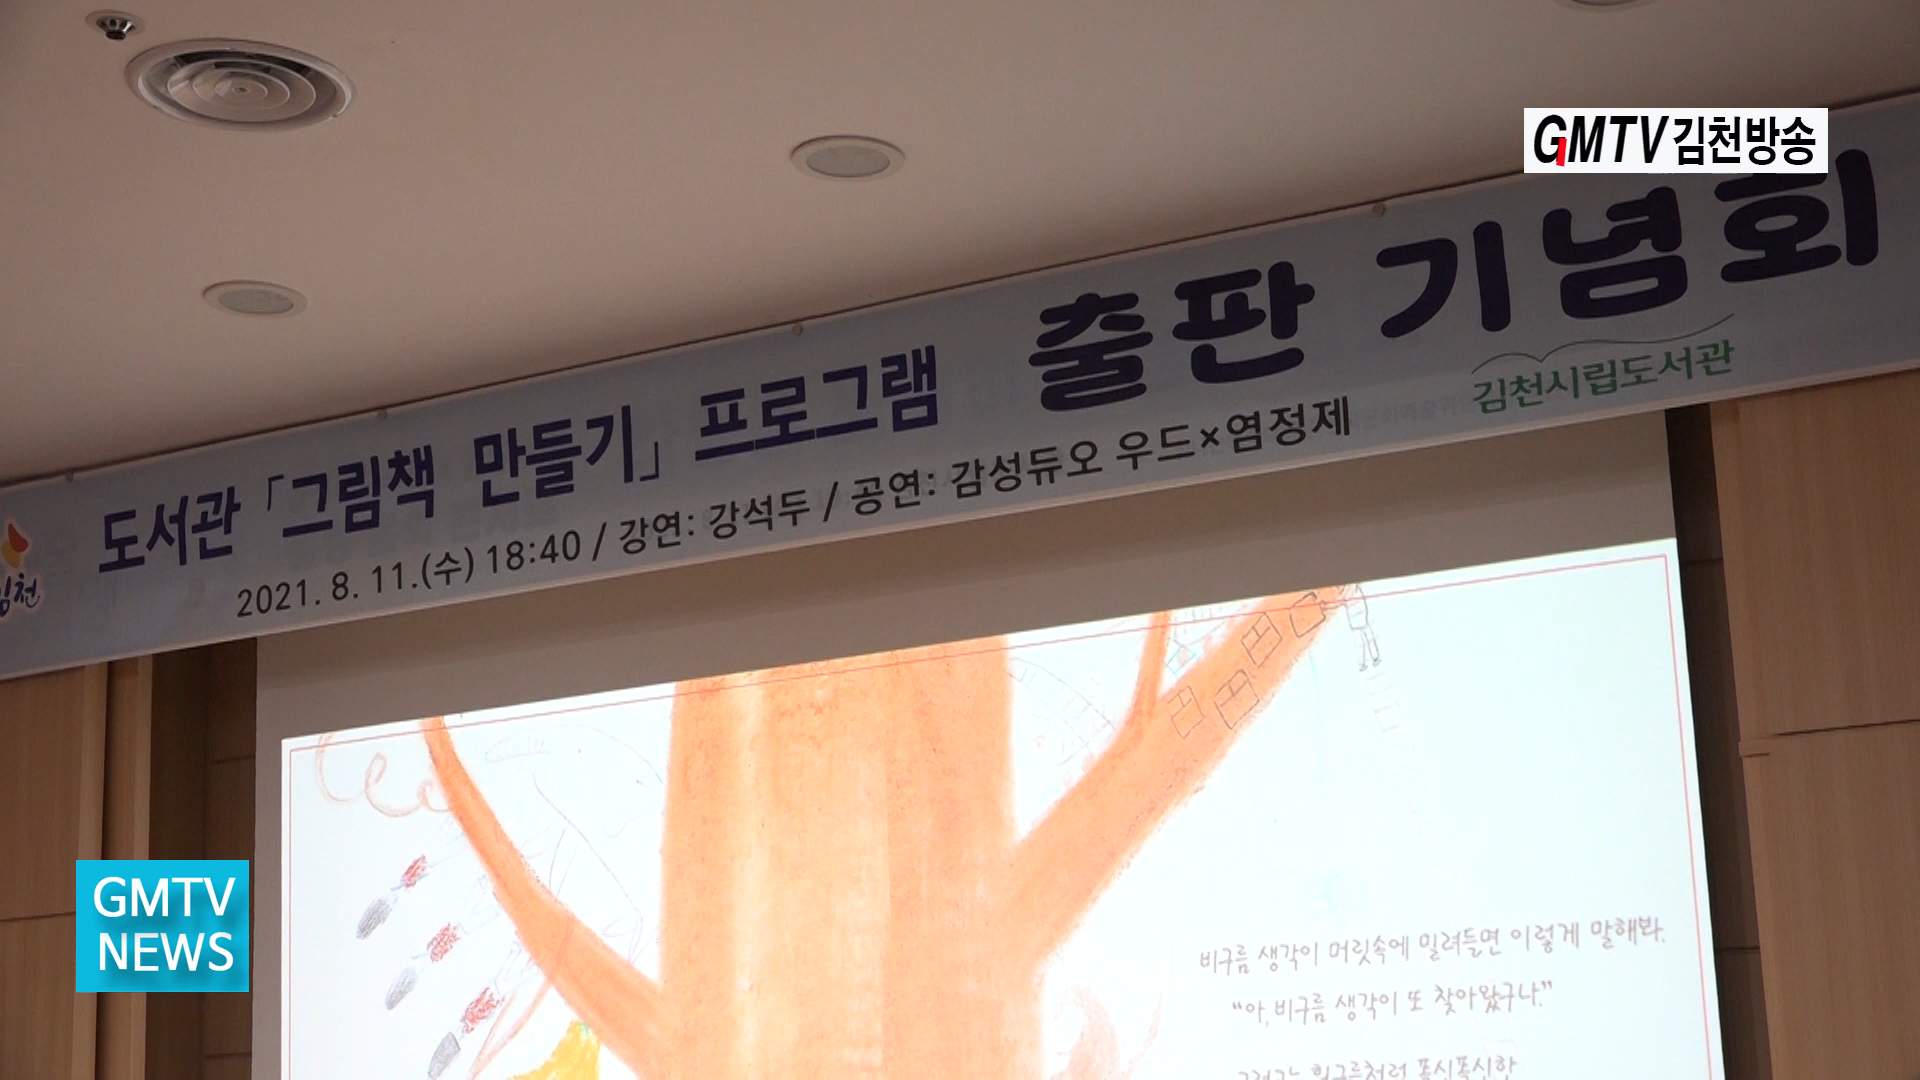 GMTV김천방송
도서관 「그림책 만들기」 프로그램 출판 기념회
2021. 8. 11.(수) 18:40 / 강연: 강석두 / 공연: 감성듀오 우드×염정제
김천시립도서관
김천
GMTV
NEWS
비구름 생각이 머릿속에 밀려들면 이렇게 말해봐.
“아, 비구름 생각이 또 찾아왔구나.”